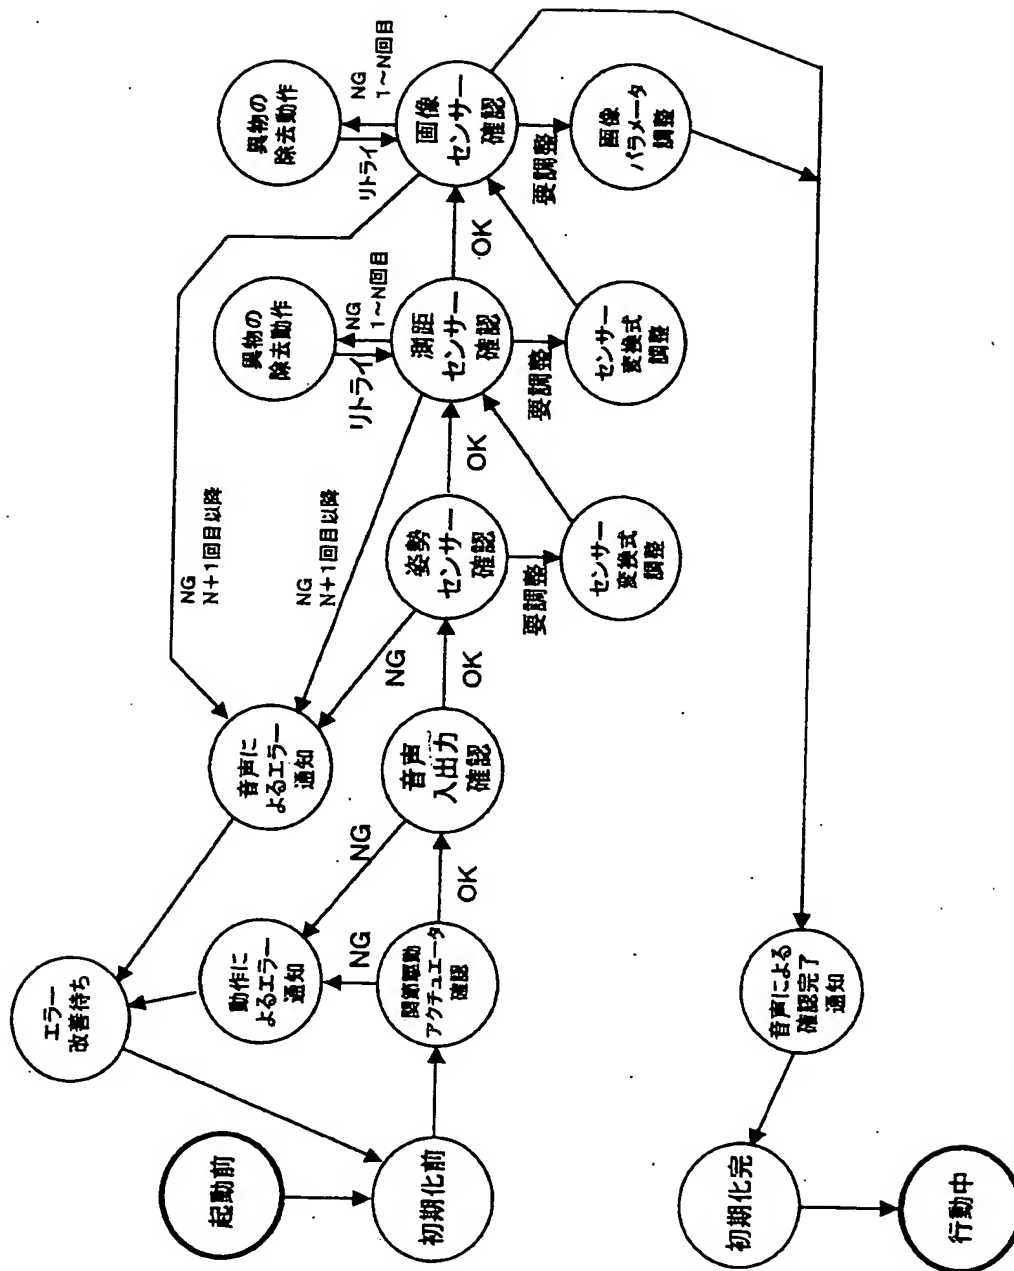 起動前
初期化前
エラー
改善待ち
動作に
よるエラー
通知
NG
関節駆動
アクチュエータ
確認
OK
NG
音声に
よるエラー
通知
音声
入出力
確認
OK
NG
姿勢
センサー
確認
OK
要調整
センサー
変換式
調整
NG
N+1回目以降
NG
N+1回目以降
異物の
除去動作
リトライ
NG
1～N回目
測距
センサー
確認
OK
要調整
センサー
変換式
調整
異物の
除去動作
リトライ
NG
1～N回目
画像
センサー
確認
要調整
画像
パラメータ
調整
音声による
確認完了
通知
初期化完
行動中